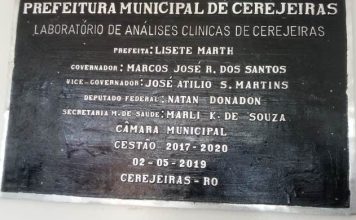 PREFEITURA MUNICIPAL DE CEREJEIRAS
LABORATÓRIO DE ANÁLISES CLINICAS DE CEREJEIRAS
PREFEITA: LISETE MARTH
GOVERNADOR: MARCOS JOSÉ R. DOS SANTOS
VICE-GOVERNADOR: JOSÉ ATILIO S. MARTINS
DEPUTADO FEDERAL: NATAN DONADON
SECRETARIA M. DE SAUDE: MARLI K. DE SOUZA
CÂMARA MUNICIPAL
GESTÃO 2017-2020
02-05-2019
CEREJEIRAS-RO